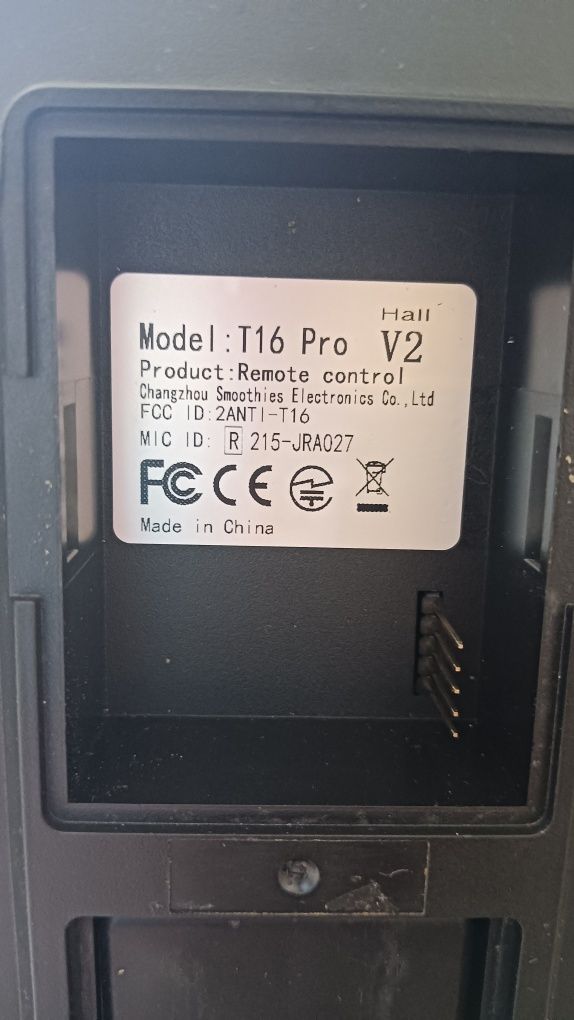 Hall
Model:T16 Pro V2
Product:Remote control
Changzhou Smoothies Electronics Co.,Ltd
FCC ID:2ANTI-T16
MIC ID: R 215-JRA027
FC CE
Made in China